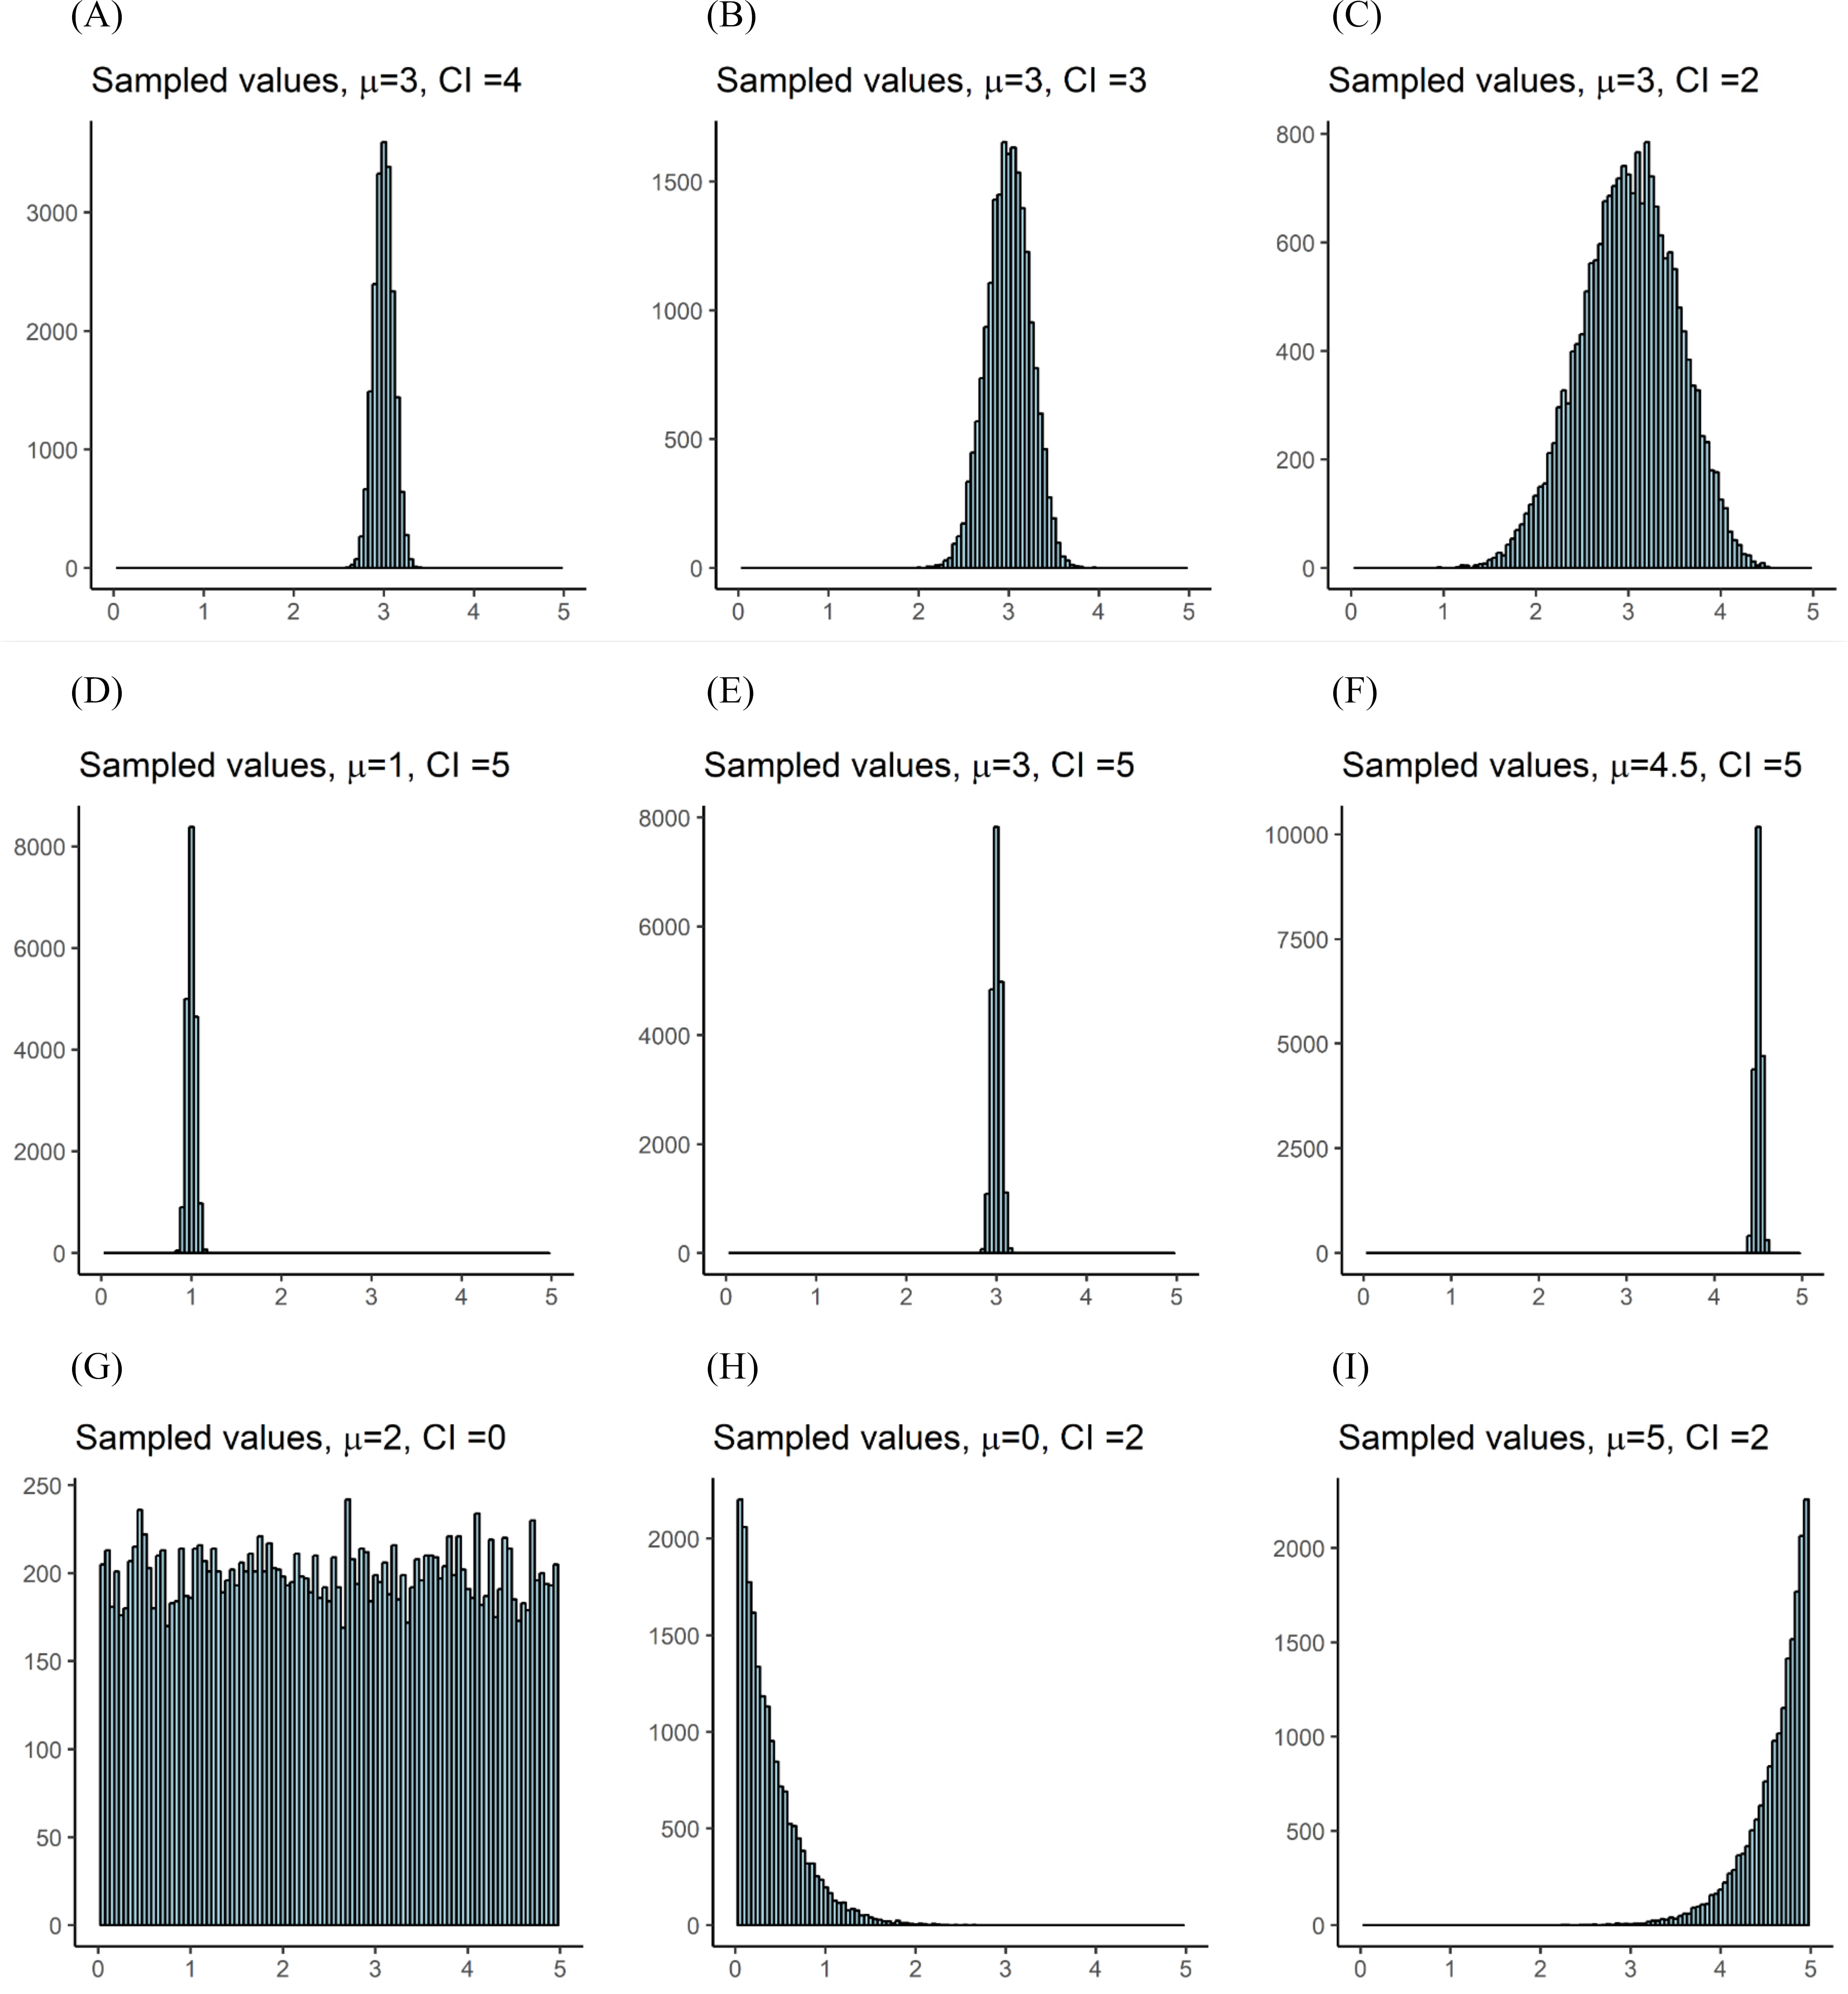 (A)
(B)
(C)
Sampled values, μ=3, CI =4
Sampled values, μ=3, CI =3
Sampled values, μ=3, CI =2
3000
2000
1000
0
0 1 2 3 4 5
1500
1000
500
0
0 1 2 3 4 5
800
600
400
200
0
0 1 2 3 4 5
(D)
(E)
(F)
Sampled values, μ=1, CI =5
Sampled values, μ=3, CI =5
Sampled values, μ=4.5, CI =5
8000
6000
4000
2000
0
0 1 2 3 4 5
8000
6000
4000
2000
0
0 1 2 3 4 5
10000
7500
5000
2500
0
0 1 2 3 4 5
(G)
(H)
(I)
Sampled values, μ=2, CI =0
Sampled values, μ=0, CI =2
Sampled values, μ=5, CI =2
250
200
150
100
50
0
0 1 2 3 4 5
2000
1500
1000
500
0
0 1 2 3 4 5
2000
1500
1000
500
0
0 1 2 3 4 5